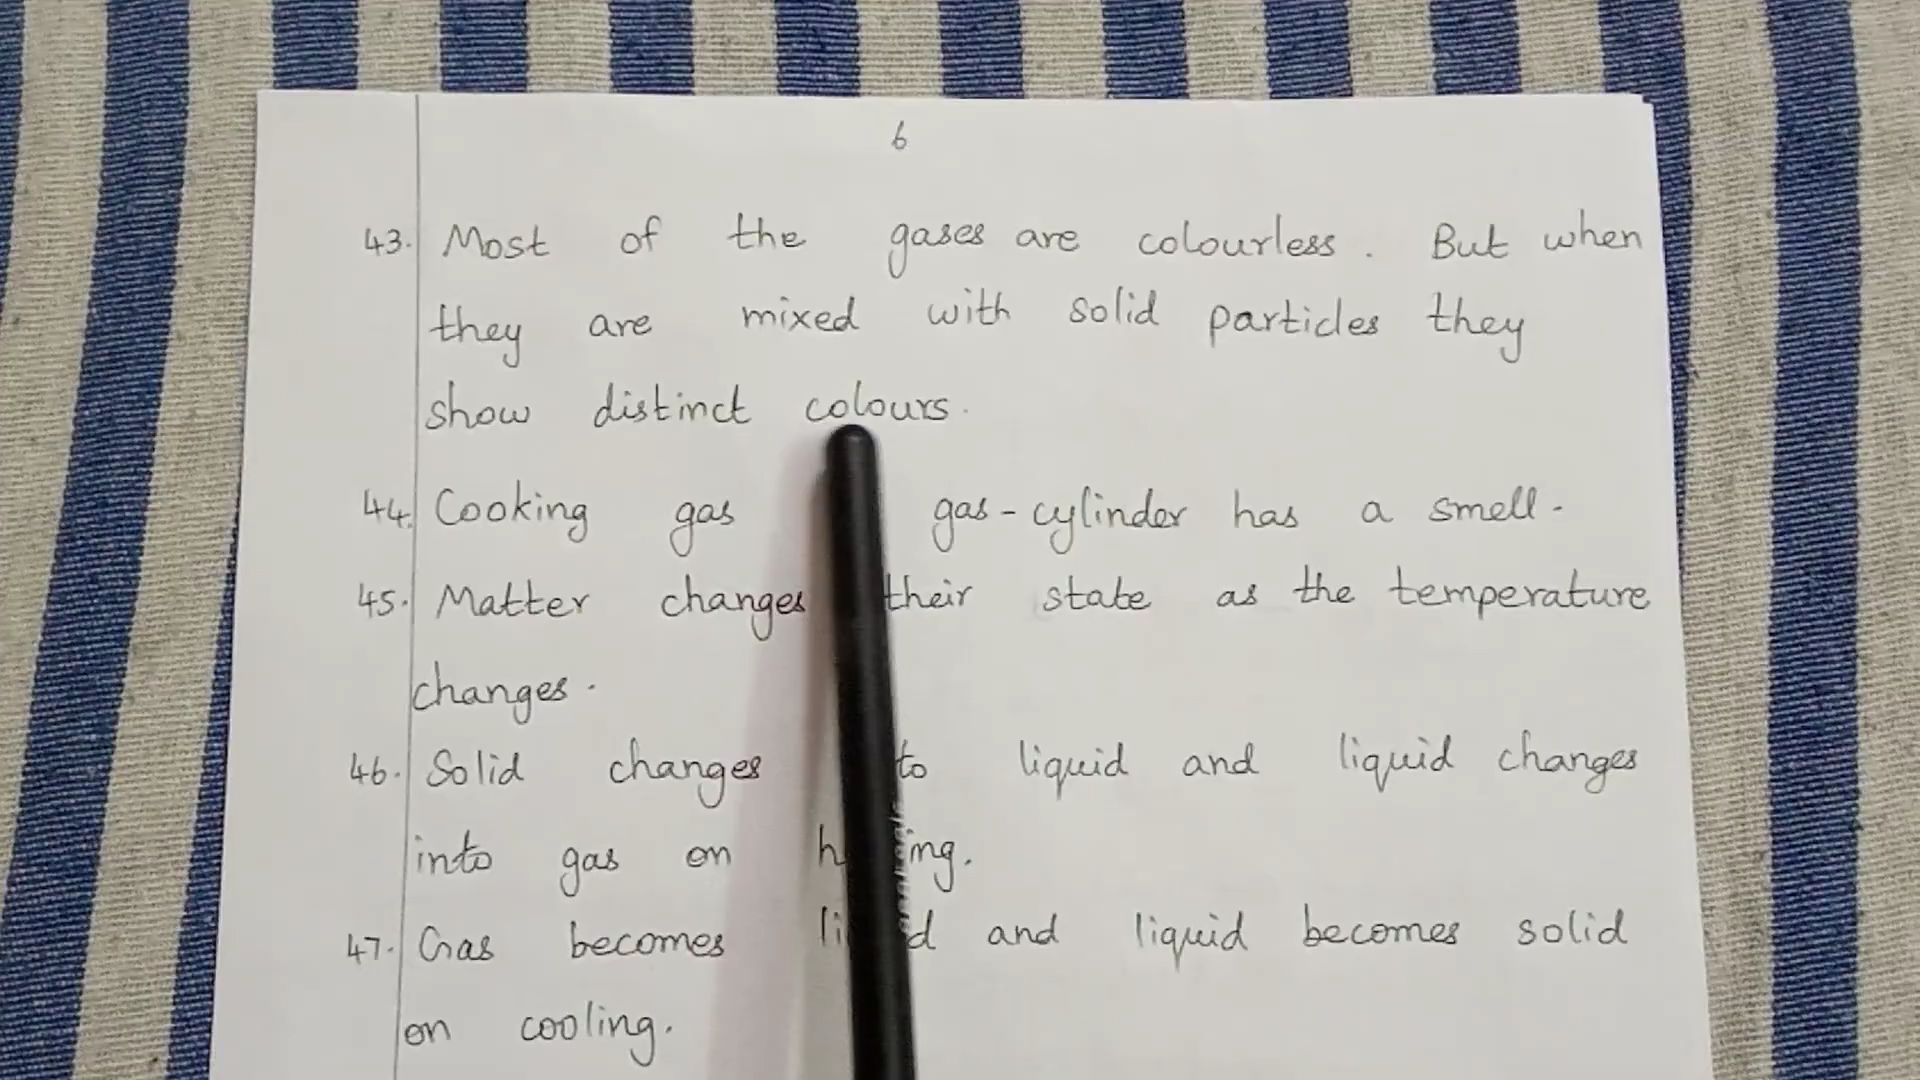 6
43. Most of the gases are colourless. But when
they are mixed with solid particles they
show distinct colours.
44. Cooking gas gas-cylinder has a smell.
45. Matter changes their state as the temperature
changes.
46. Solid changes to liquid and liquid changes
into gas on
47. Gas becomes and liquid becomes solid
on cooling.